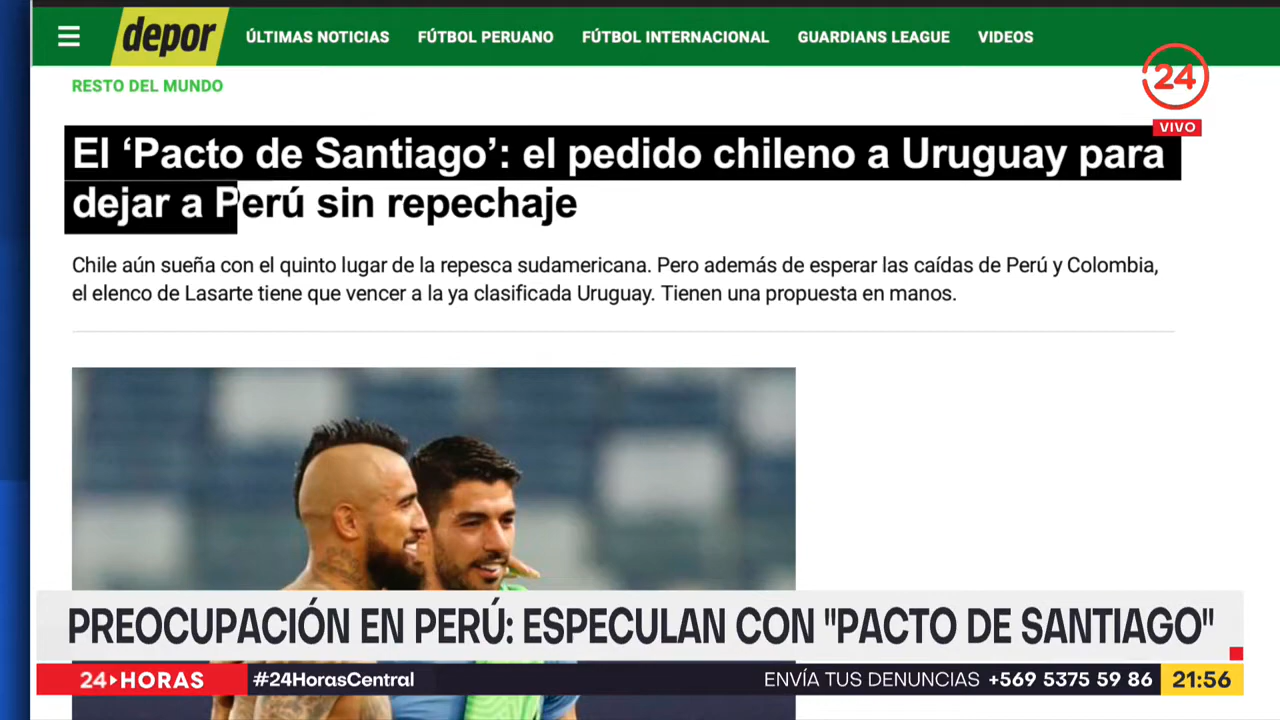 depor
ÚLTIMAS NOTICIAS
FÚTBOL PERUANO
FÚTBOL INTERNACIONAL
GUARDIANS LEAGUE
VIDEOS
24
VIVO
RESTO DEL MUNDO
El ‘Pacto de Santiago’: el pedido chileno a Uruguay para
dejar a Perú sin repechaje
Chile aún sueña con el quinto lugar de la repesca sudamericana. Pero además de esperar las caídas de Perú y Colombia,
el elenco de Lasarte tiene que vencer a la ya clasificada Uruguay. Tienen una propuesta en manos.
PREOCUPACIÓN EN PERÚ: ESPECULAN CON "PACTO DE SANTIAGO"
24 HORAS
#24HorasCentral
ENVÍA TUS DENUNCIAS +569 5375 59 86
21:56